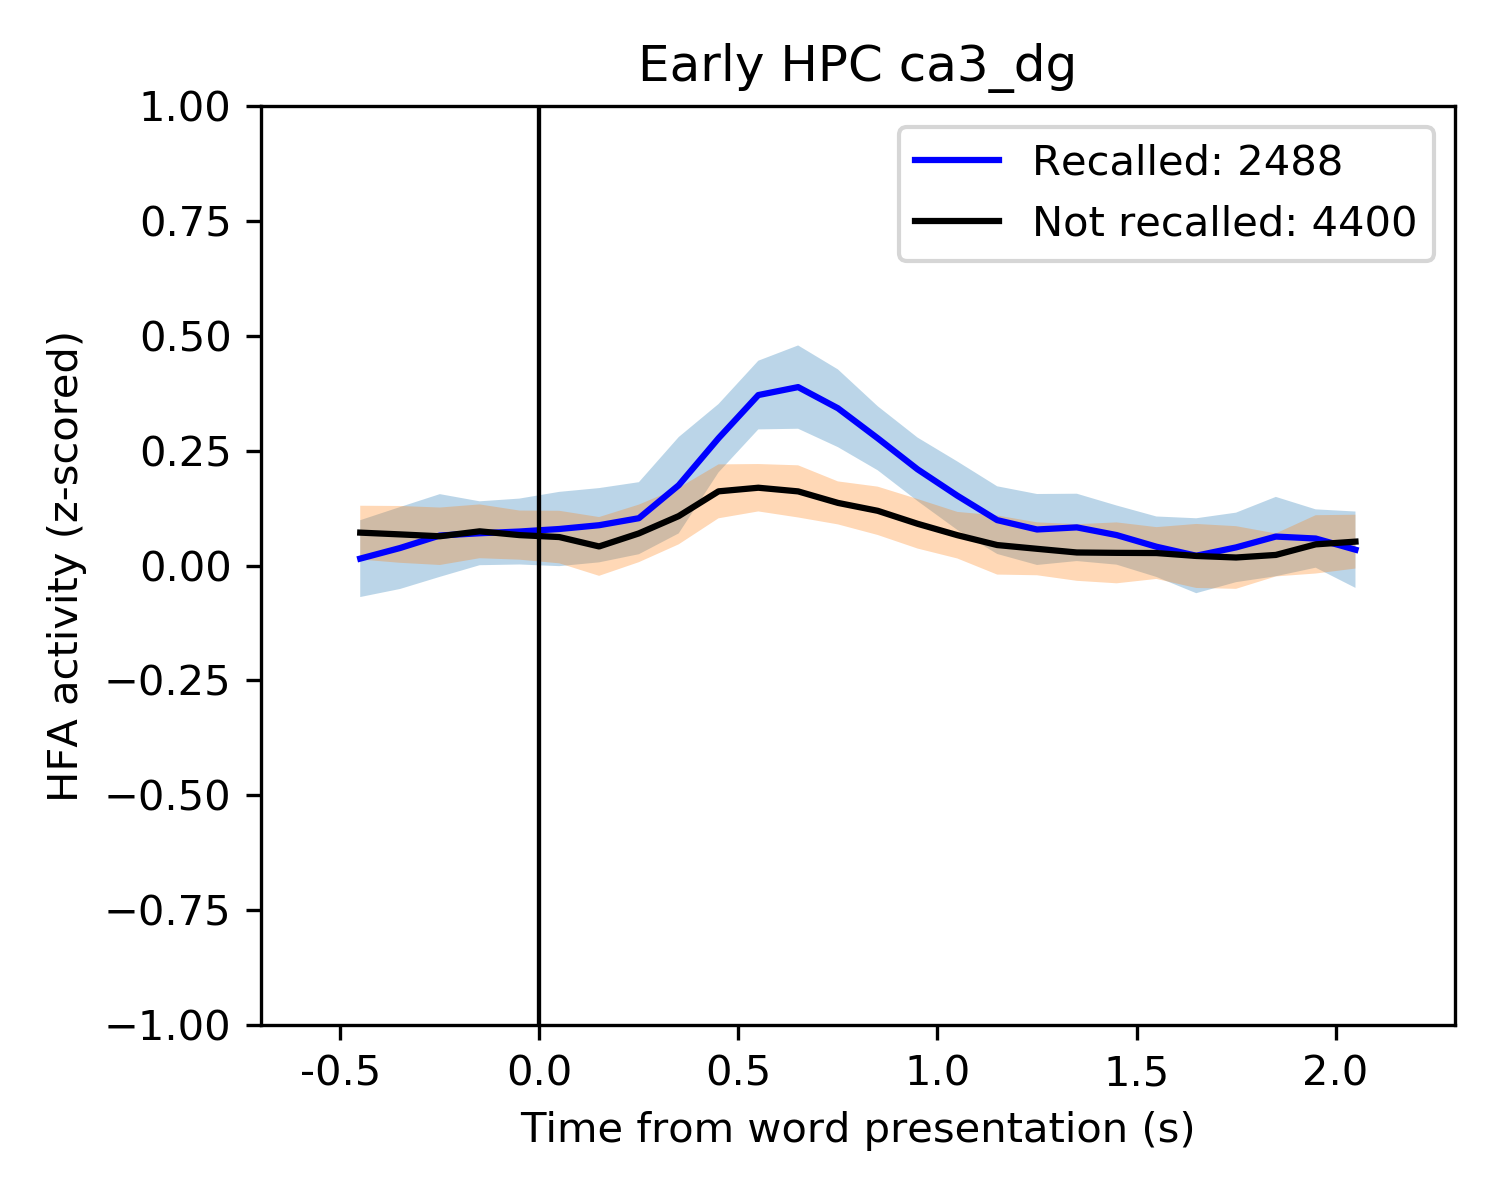 Early HPC ca3_dg
1.00
0.75
0.50
0.25
0.00
−0.25
−0.50
−0.75
−1.00
HFA activity (z-scored)
Recalled: 2488
Not recalled: 4400
-0.5 0.0 0.5 1.0 1.5 2.0
Time from word presentation (s)